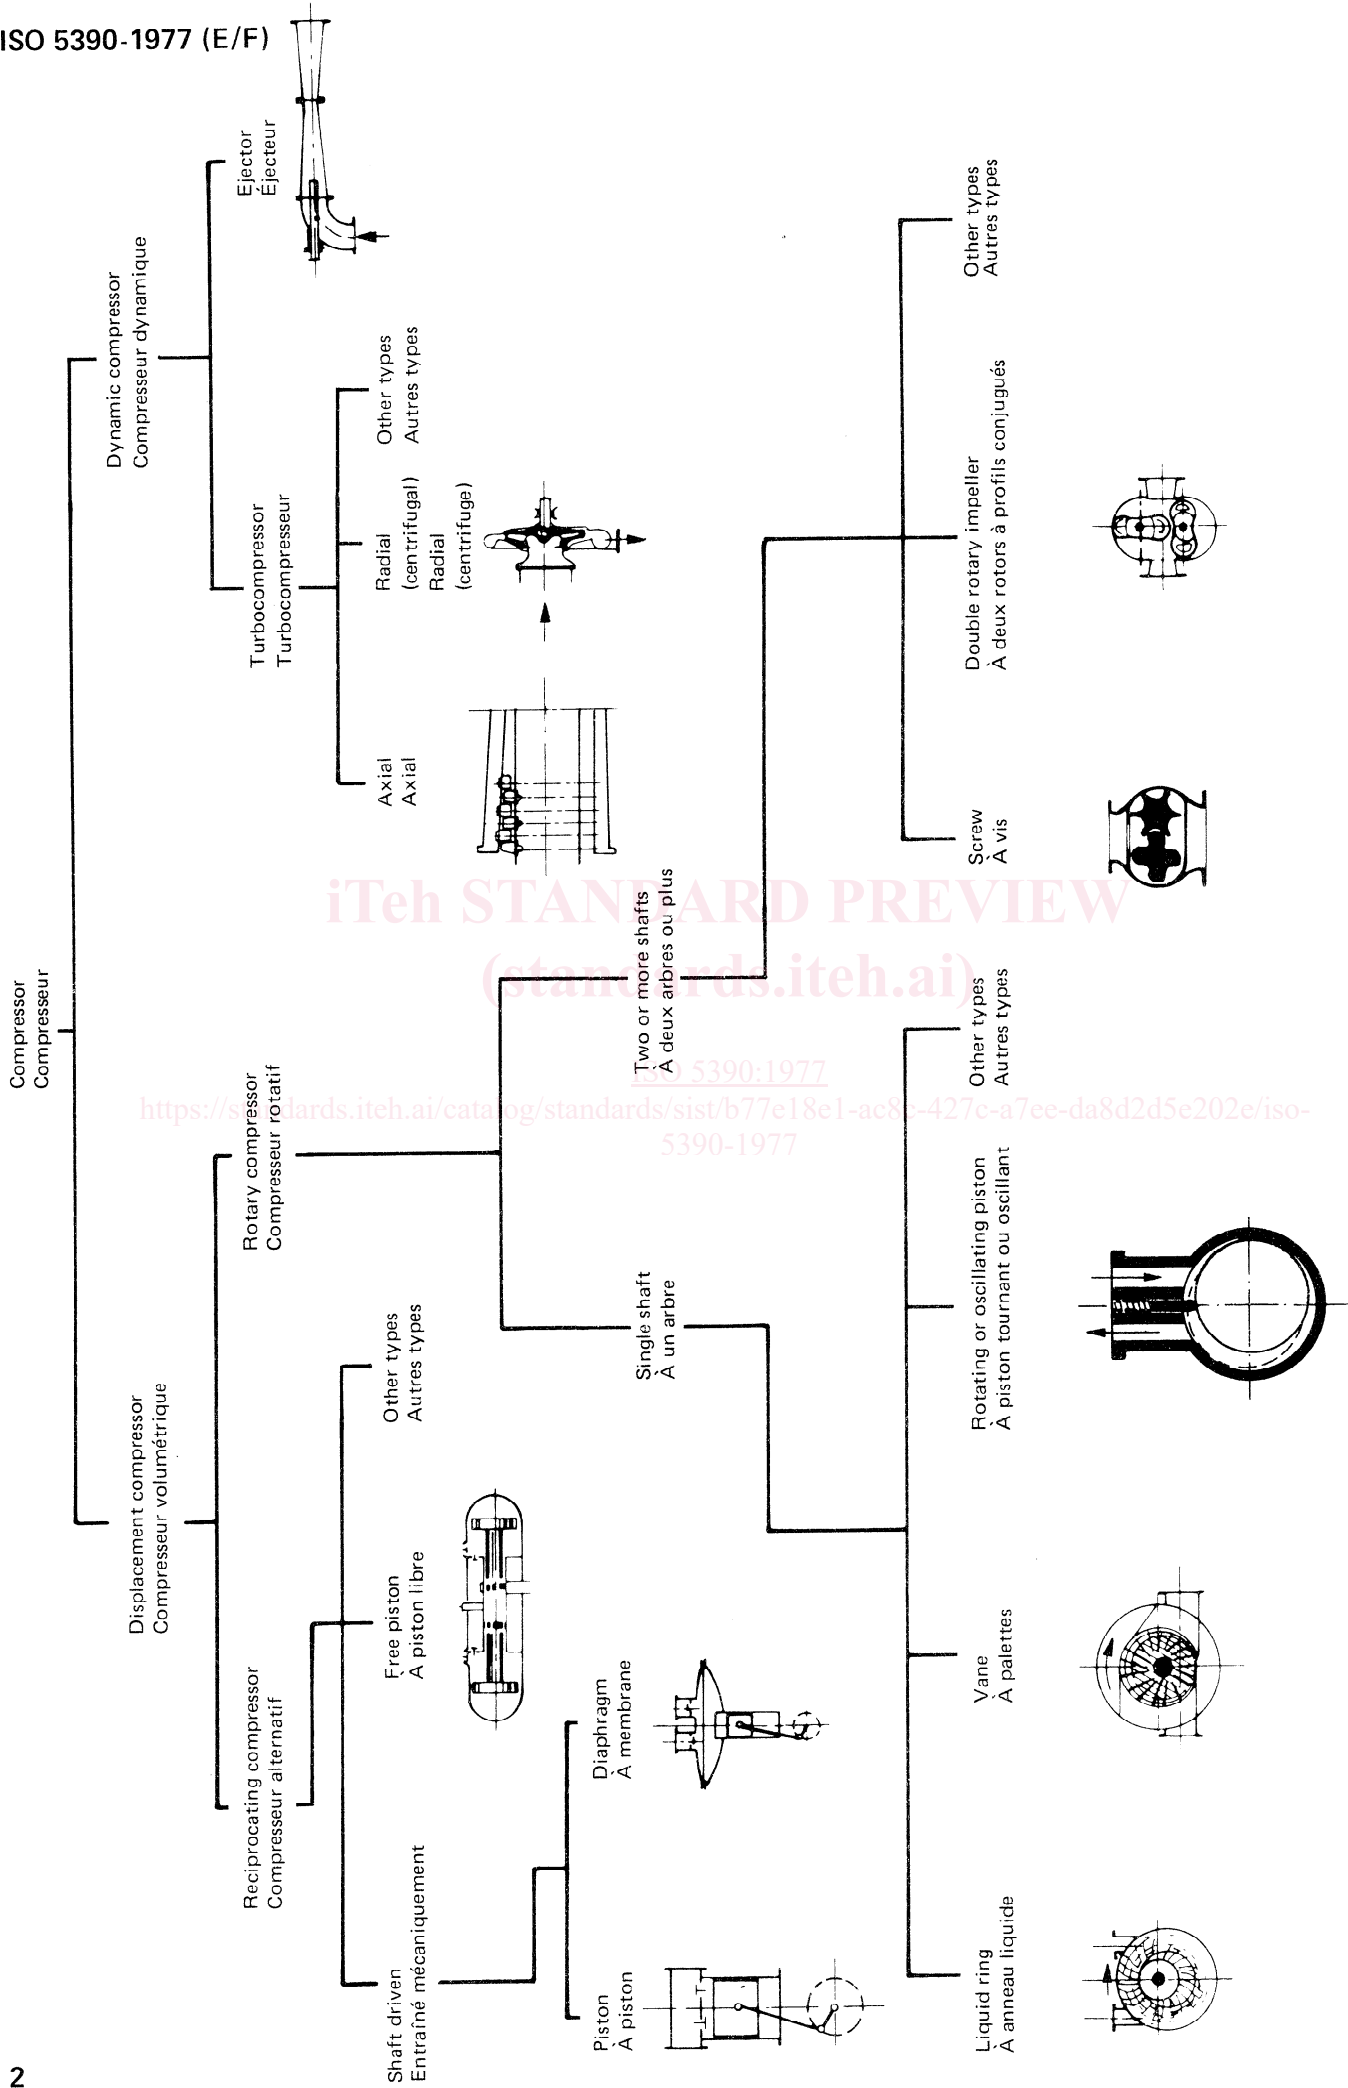 ISO 5390-1977 (E/F)
Compressor
Compresseur
Displacement compressor
Compresseur volumétrique
Dynamic compressor
Compresseur dynamique
Reciprocating compressor
Compresseur alternatif
Rotary compressor
Compresseur rotatif
Turbocompressor
Turbocompresseur
Ejector
Éjecteur
Shaft driven
Entraîné mécaniquement
Free piston
À piston libre
Other types
Autres types
Axial
Axial
Radial
(centrifugal)
Radial
(centrifuge)
Other types
Autres types
Piston
À piston
Diaphragm
À membrane
Single shaft
À un arbre
Two or more shafts
À deux arbres ou plus
Liquid ring
À anneau liquide
Vane
À palettes
Rotating or oscillating piston
À piston tournant ou oscillant
Other types
Autres types
Screw
À vis
Double rotary impeller
À deux rotors à profils conjugués
Other types
Autres types
iTeh STANDARD PREVIEW
(standards.iteh.ai)
ISO 5390:1977
https://standards.iteh.ai/catalog/standards/sist/b77e18e1-ac8c-427c-a7ee-da8d2d5e202e/iso-
5390-1977
2